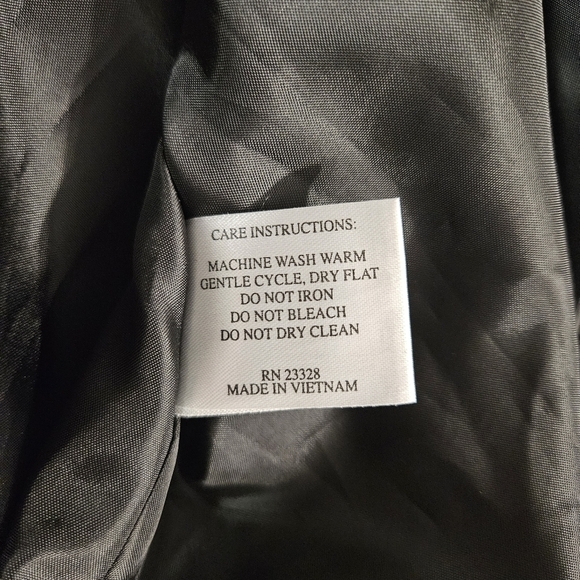 CARE INSTRUCTIONS:
MACHINE WASH WARM
GENTLE CYCLE, DRY FLAT
DO NOT IRON
DO NOT BLEACH
DO NOT DRY CLEAN
RN 23328
MADE IN VIETNAM